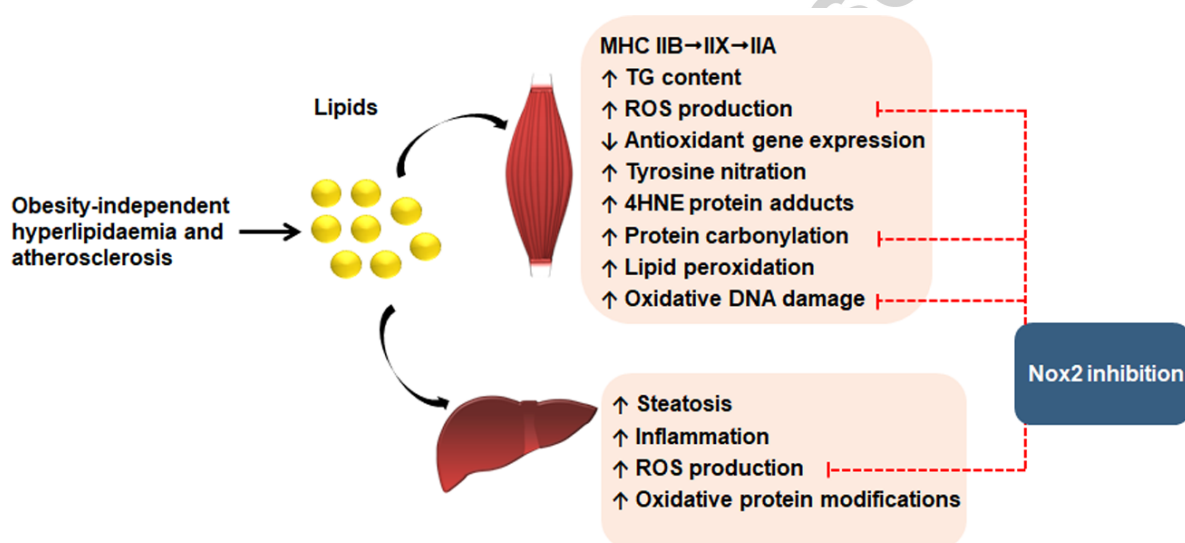 Lipids
Obesity-independent
hyperlipidaemia and
atherosclerosis
MHC IIB→IIX→IIA
↑ TG content
↑ ROS production
↓ Antioxidant gene expression
↑ Tyrosine nitration
↑ 4HNE protein adducts
↑ Protein carbonylation
↑ Lipid peroxidation
↑ Oxidative DNA damage
Nox2 inhibition
↑ Steatosis
↑ Inflammation
↑ ROS production
↑ Oxidative protein modifications